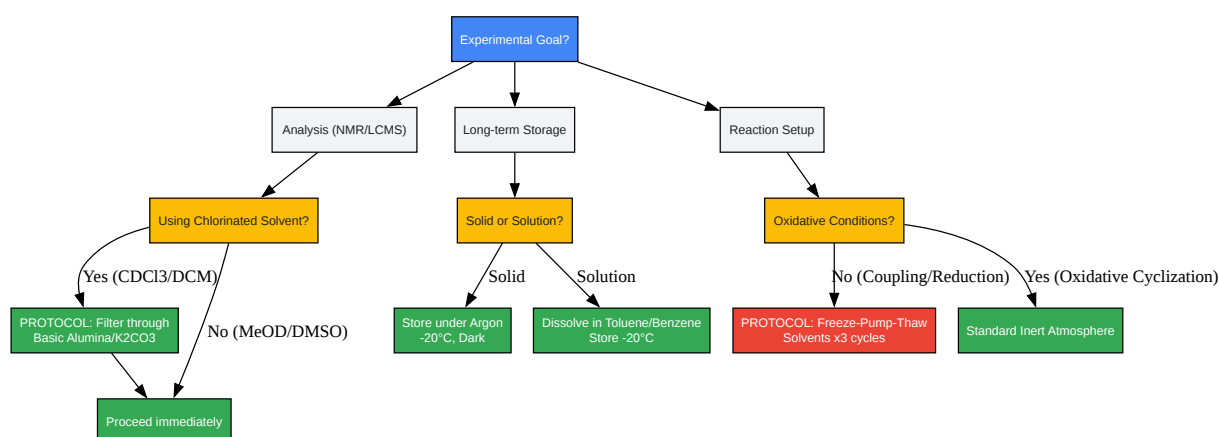 Experimental Goal?
Analysis (NMR/LCMS)
Long-term Storage
Reaction Setup
Using Chlorinated Solvent?
Solid or Solution?
Oxidative Conditions?
Yes (CDCl3/DCM)
Solid
Solution
No (Coupling/Reduction)
Yes (Oxidative Cyclization)
PROTOCOL: Filter through
Basic Alumina/K2CO3
No (MeOD/DMSO)
Store under Argon
-20°C, Dark
Dissolve in Toluene/Benzene
Store -20°C
PROTOCOL: Freeze-Pump-Thaw
Solvents x3 cycles
Standard Inert Atmosphere
Proceed immediately